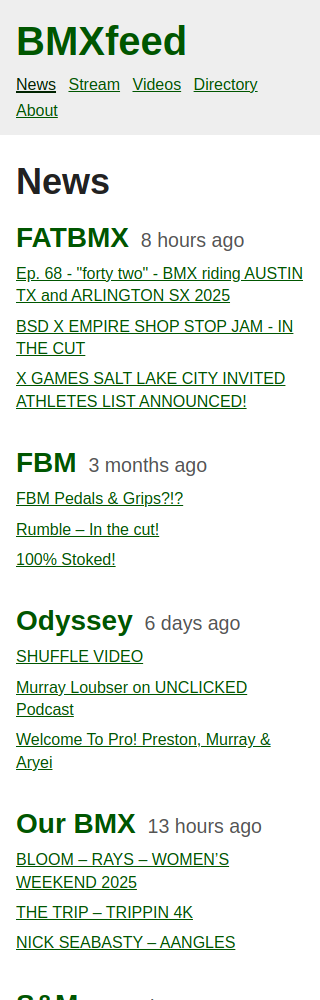 BMXfeed
News Stream Videos Directory
About
News
FATBMX 8 hours ago
Ep. 68 - "forty two" - BMX riding AUSTIN
TX and ARLINGTON SX 2025
BSD X EMPIRE SHOP STOP JAM - IN
THE CUT
X GAMES SALT LAKE CITY INVITED
ATHLETES LIST ANNOUNCED!
FBM 3 months ago
FBM Pedals & Grips?!?
Rumble – In the cut!
100% Stoked!
Odyssey 6 days ago
SHUFFLE VIDEO
Murray Loubser on UNCLICKED
Podcast
Welcome To Pro! Preston, Murray &
Aryei
Our BMX 13 hours ago
BLOOM – RAYS – WOMEN’S
WEEKEND 2025
THE TRIP – TRIPPIN 4K
NICK SEABASTY – AANGLES